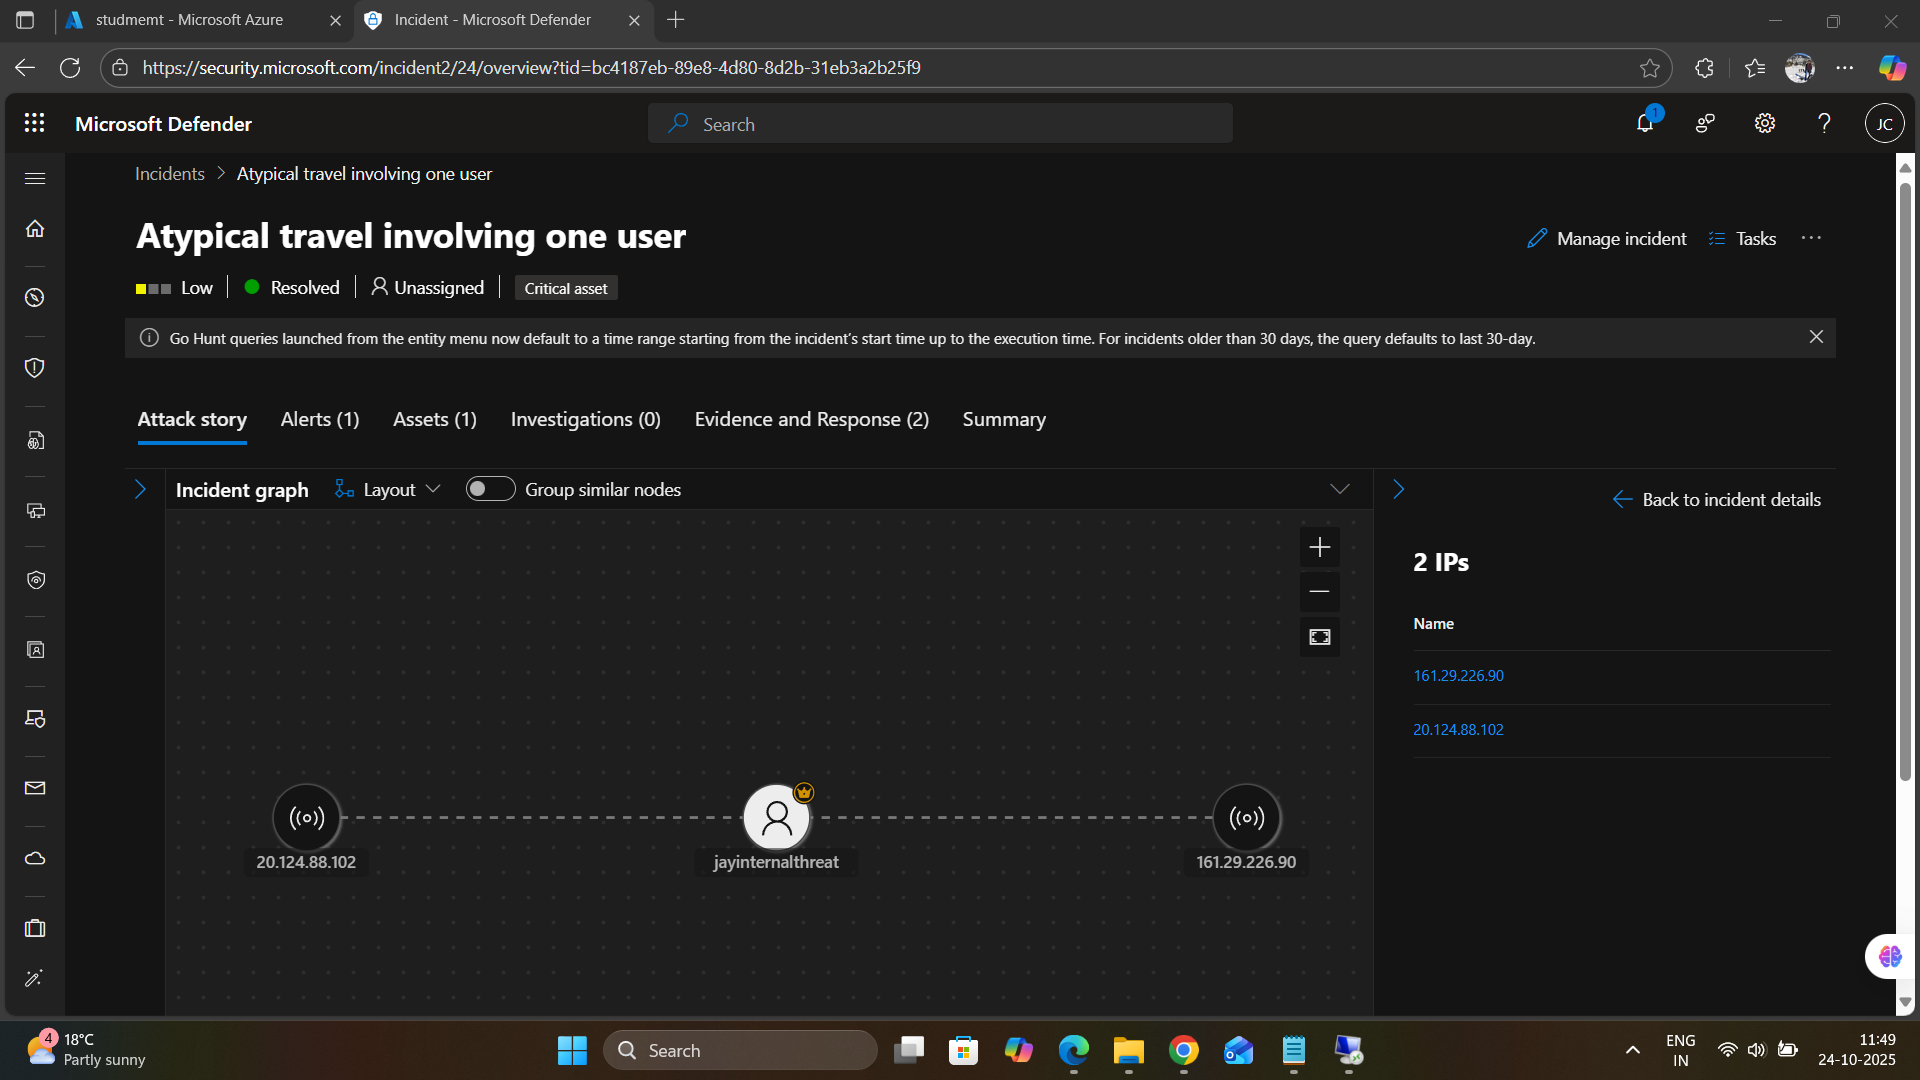 studmemt - Microsoft Azure
Incident - Microsoft Defender
https://security.microsoft.com/incident2/24/overview?tid=bc4187eb-89e8-4d80-8d2b-31eb3a2b25f9
Microsoft Defender
Search
1
JC
Incidents > Atypical travel involving one user
Atypical travel involving one user
Manage incident
Tasks
Low
Resolved
Unassigned
Critical asset
Go Hunt queries launched from the entity menu now default to a time range starting from the incident's start time up to the execution time. For incidents older than 30 days, the query defaults to last 30-day.
Attack story
Alerts (1)
Assets (1)
Investigations (0)
Evidence and Response (2)
Summary
Incident graph
Layout
Group similar nodes
Back to incident details
2 IPs
Name
161.29.226.90
20.124.88.102
20.124.88.102
jayinternalthreat
161.29.226.90
4
18°C
Partly sunny
Search
ENG
IN
11:49
24-10-2025